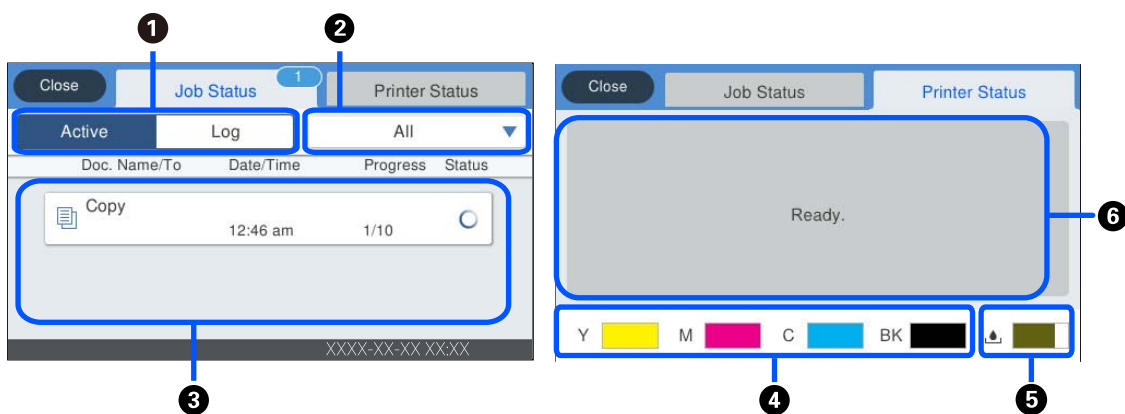 1 2
Close Job Status 1 Printer Status
Active Log All
Doc. Name/To Date/Time Progress Status
Copy
12:46 am 1/10
XXXX-XX-XX XX:XX
3
Close Job Status Printer Status
Ready.
6
Y M C BK
4 5